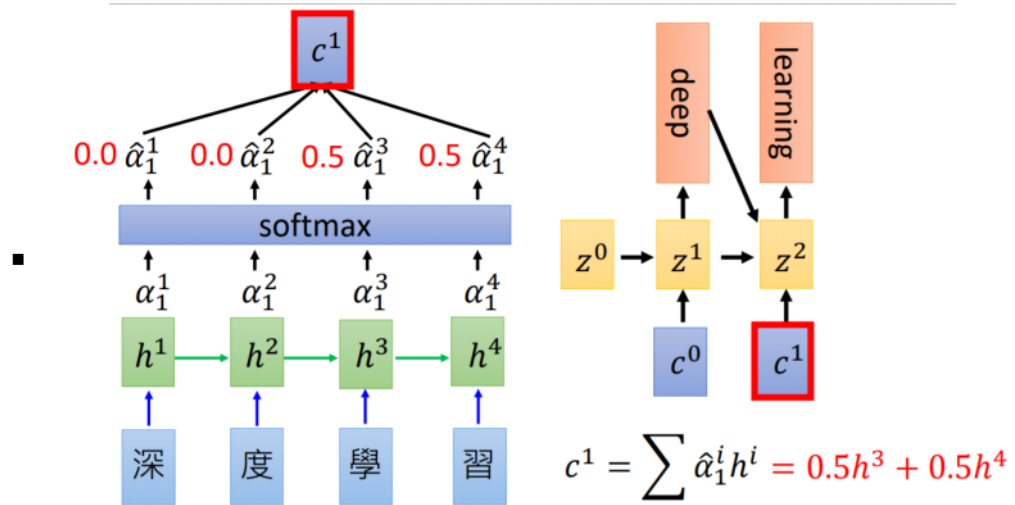 c¹
0.0 α̂₁¹ 0.0 α̂₁² 0.5 α̂₁³ 0.5 α̂₁⁴
softmax
α₁¹ α₁² α₁³ α₁⁴
h¹ h² h³ h⁴
深 度 學 習
deep learning
z⁰ z¹ z²
c⁰ c¹
c¹ = ∑ α̂₁ⁱhⁱ = 0.5h³ + 0.5h⁴